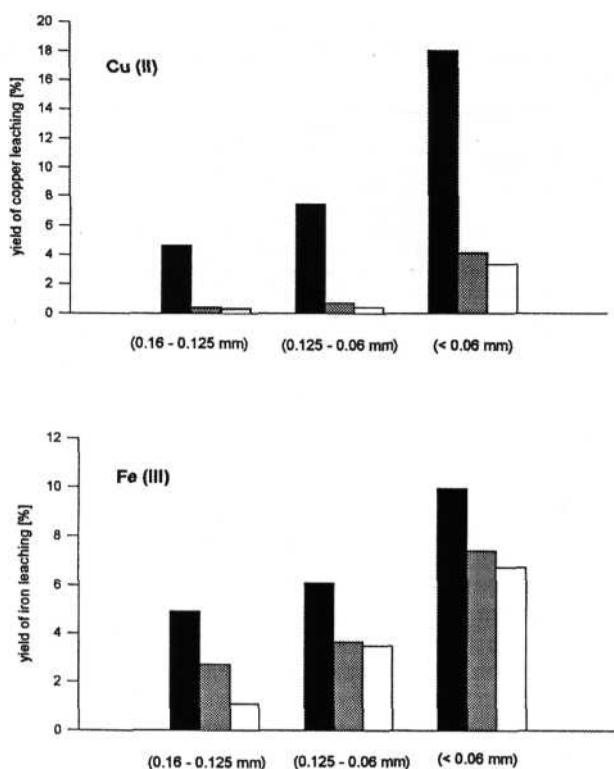 20
18
16
14
12
10
8
6
4
2
0
yield of copper leaching [%]
Cu (II)
(0.16 - 0.125 mm)
(0.125 - 0.06 mm)
(< 0.06 mm)
12
10
8
6
4
2
0
yield of iron leaching [%]
Fe (III)
(0.16 - 0.125 mm)
(0.125 - 0.06 mm)
(< 0.06 mm)